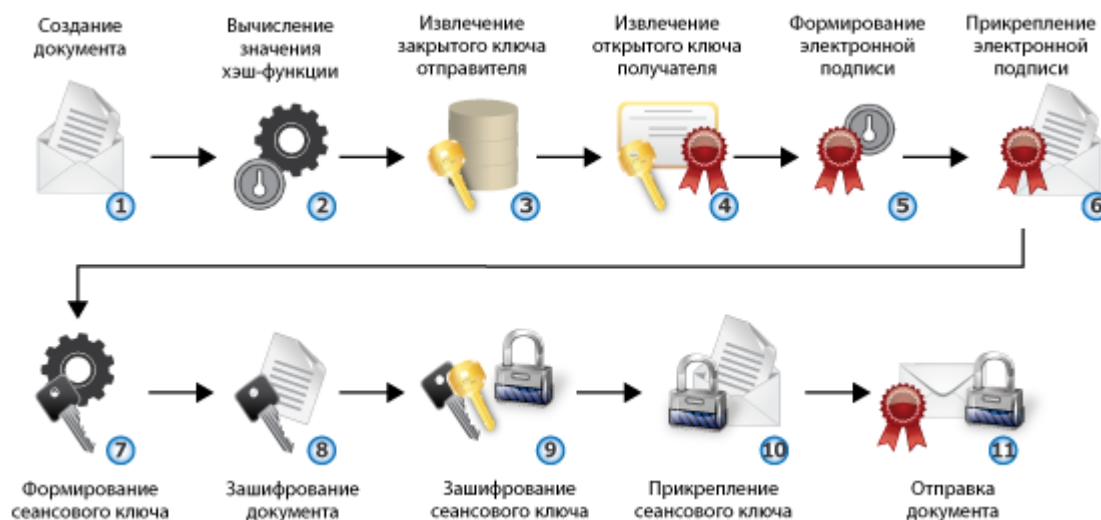 Создание
документа
Вычисление
значения
хэш-функции
Извлечение
закрытого ключа
отправителя
Извлечение
открытого ключа
получателя
Формирование
электронной
подписи
Прикрепление
электронной
подписи
1
2
3
4
5
6
7
8
9
10
11
Формирование
сеансового ключа
Зашифрование
документа
Зашифрование
сеансового ключа
Прикрепление
сеансового ключа
Отправка
документа